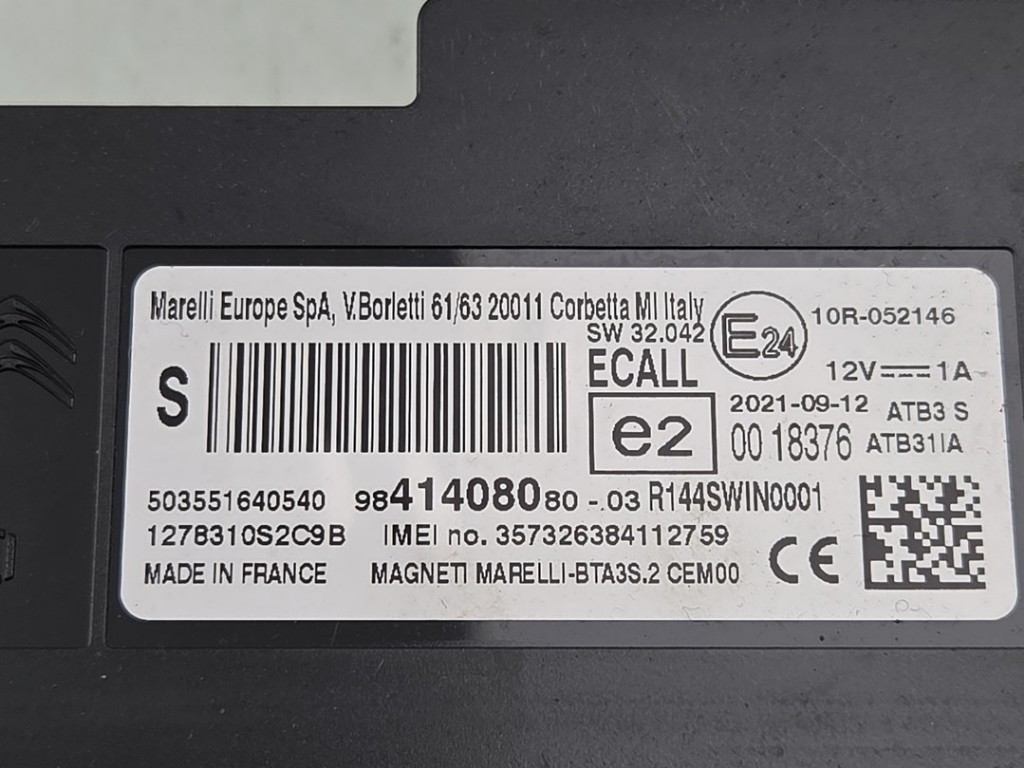 Marelli Europe SpA, V.Borletti 61/63 20011 Corbetta MI Italy
SW 32.042
E24
10R-052146
S
ECALL
12V 1A
e2
2021-09-12 ATB3 S
00 18376 ATB31IA
503551640540 9841408080-.03 R144SWIN0001
1278310S2C9B IMEI no. 357326384112759
MADE IN FRANCE MAGNETI MARELLI-BTA3S.2 CEM00
CE